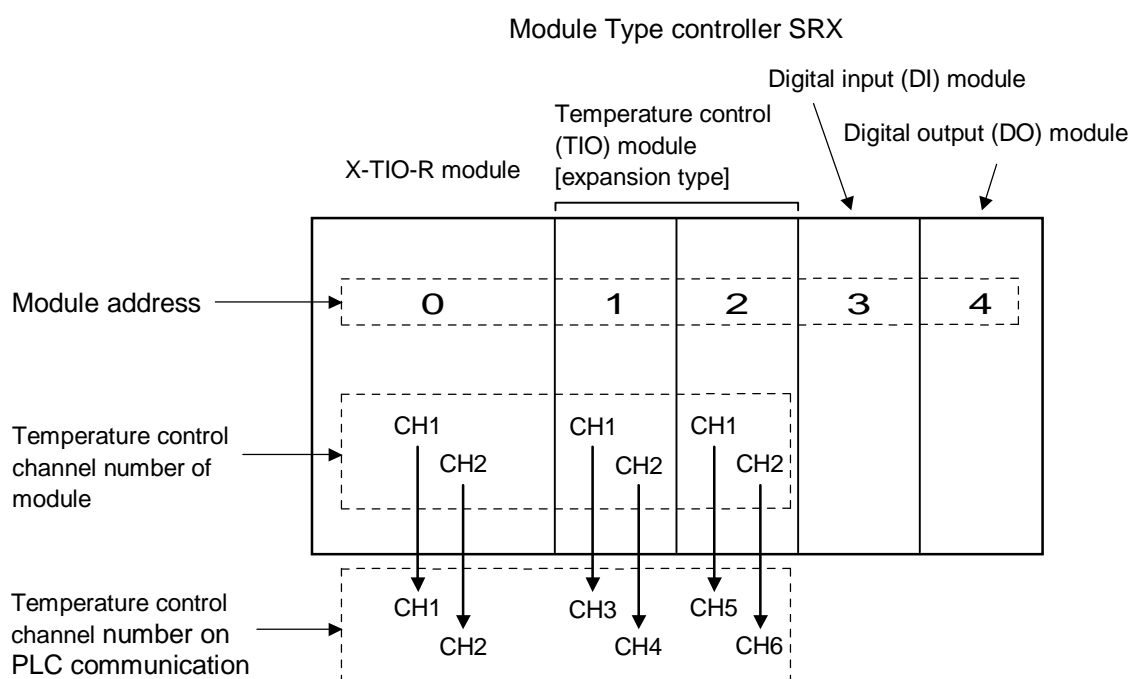 Module Type controller SRX
Digital input (DI) module
Temperature control
(TIO) module
[expansion type]
Digital output (DO) module
X-TIO-R module
Module address
0 1 2 3 4
Temperature control
channel number of
module
CH1 CH1 CH1
CH2 CH2 CH2
Temperature control
channel number on
PLC communication
CH1 CH3 CH5
CH2 CH4 CH6